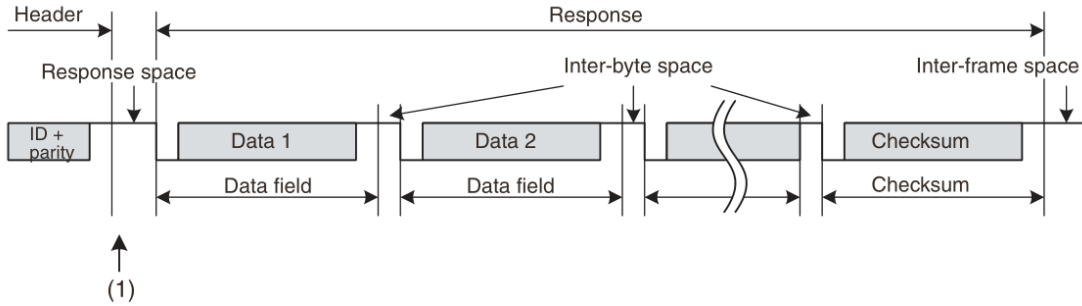 Header
Response
Response space
Inter-byte space
Inter-frame space
ID +
parity
Data 1
Data 2
Checksum
Data field
Data field
Checksum
(1)